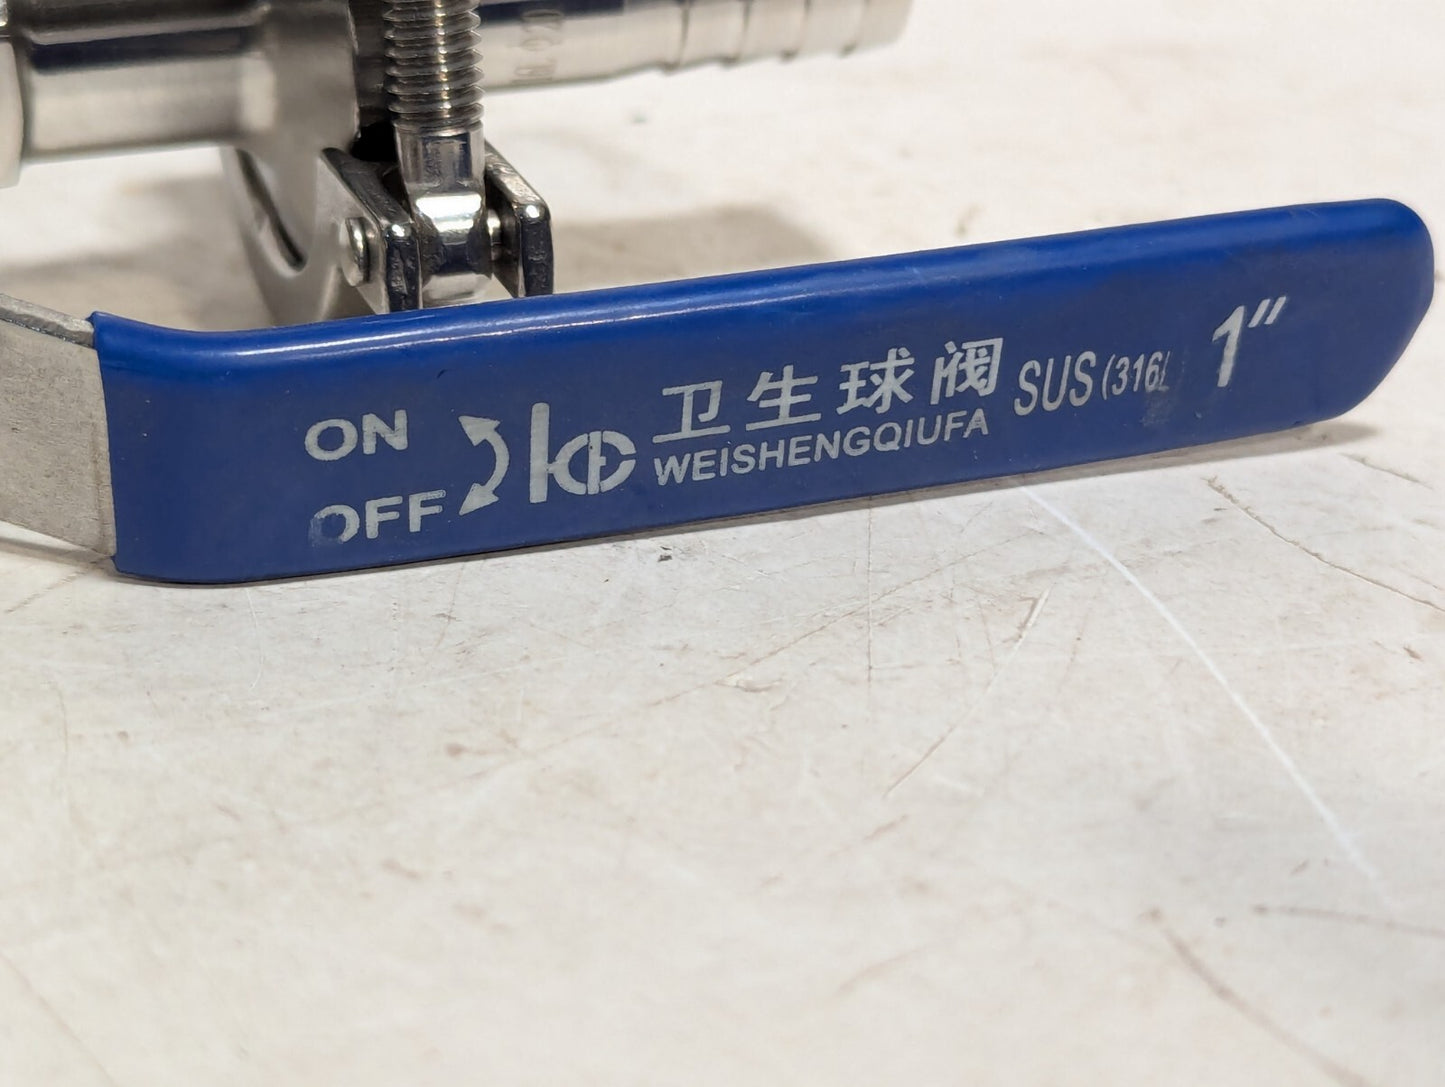 ON
OFF
卫生球阀
WEISHENGQIUFA
SUS (316L
1"